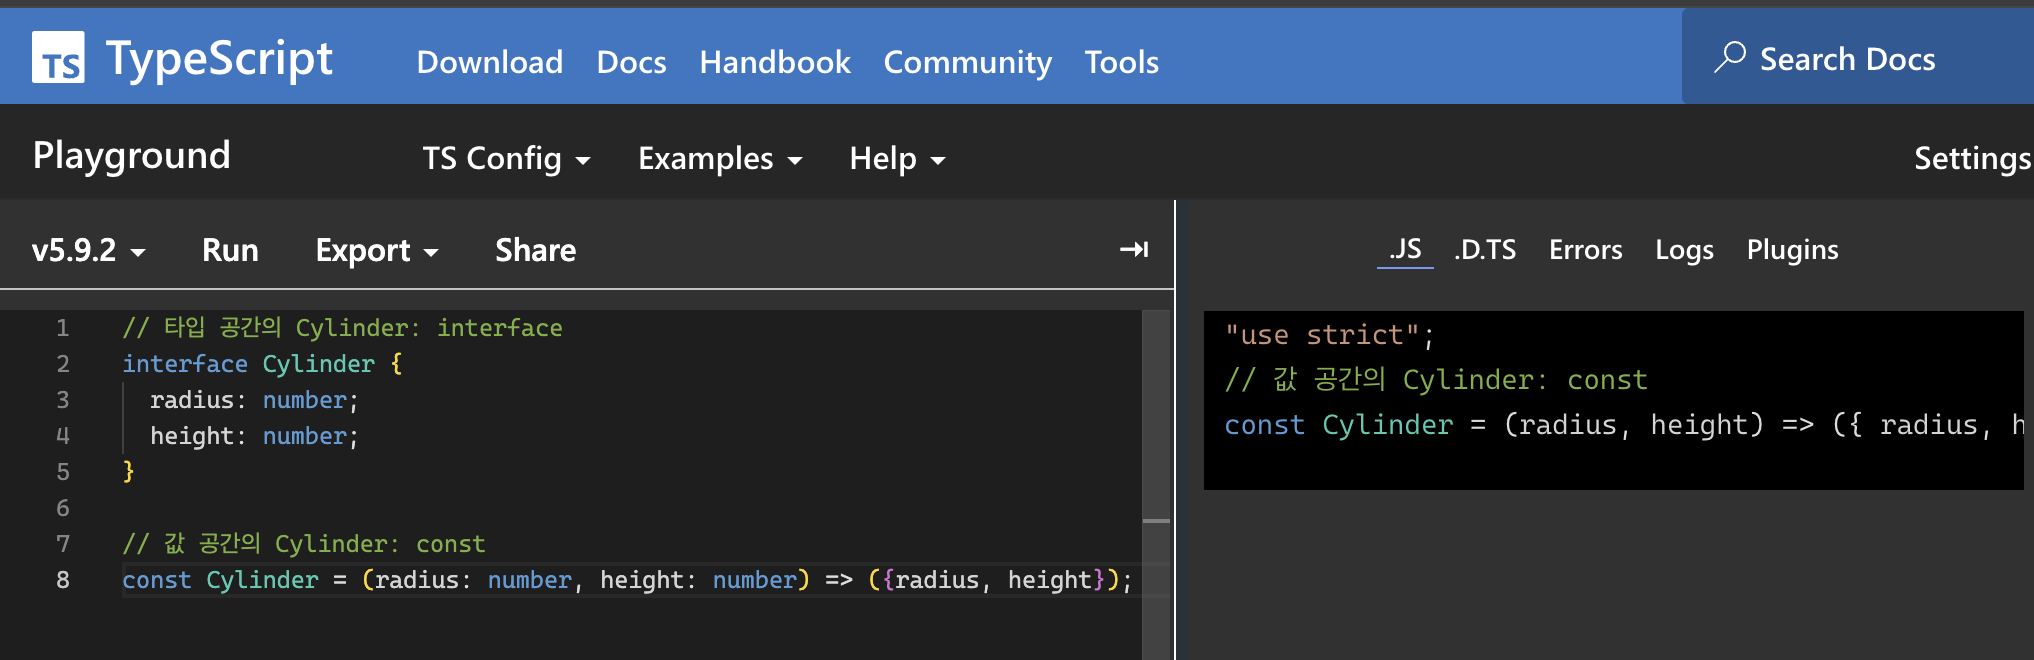 TS TypeScript Download Docs Handbook Community Tools Search Docs
Playground TS Config Examples Help Settings
v5.9.2 Run Export Share
.JS .D.TS Errors Logs Plugins
1 // 타입 공간의 Cylinder: interface
2 interface Cylinder {
3 radius: number;
4 height: number;
5 }
6
7 // 값 공간의 Cylinder: const
8 const Cylinder = (radius: number, height: number) => ({radius, height});
"use strict";
// 값 공간의 Cylinder: const
const Cylinder = (radius, height) => ({ radius, h